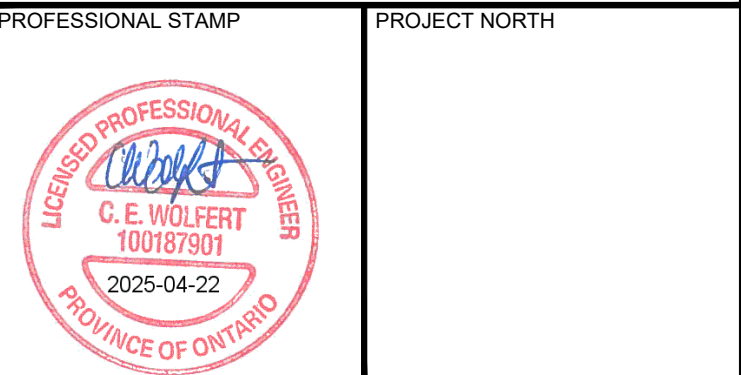 PROFESSIONAL STAMP
PROJECT NORTH
LICENSED PROFESSIONAL ENGINEER
C. E. WOLFERT
100187901
2025-04-22
PROVINCE OF ONTARIO